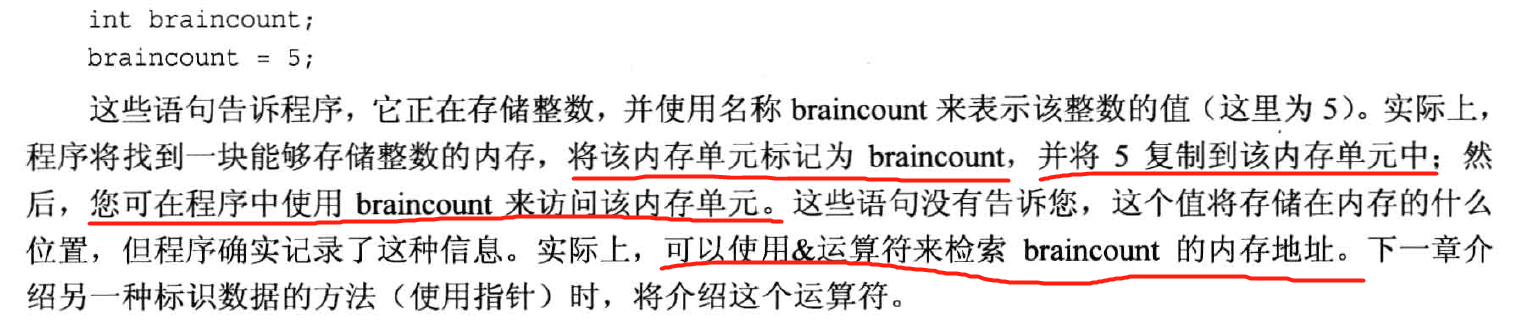 int braincount;
braincount = 5;
这些语句告诉程序，它正在存储整数，并使用名称 braincount 来表示该整数的值（这里为 5）。实际上，
程序将找到一块能够存储整数的内存，将该内存单元标记为 braincount，并将 5 复制到该内存单元中；然
后，您可在程序中使用 braincount 来访问该内存单元。这些语句没有告诉您，这个值将存储在内存的什么
位置，但程序确实记录了这种信息。实际上，可以使用&运算符来检索 braincount 的内存地址。下一章介
绍另一种标识数据的方法（使用指针）时，将介绍这个运算符。